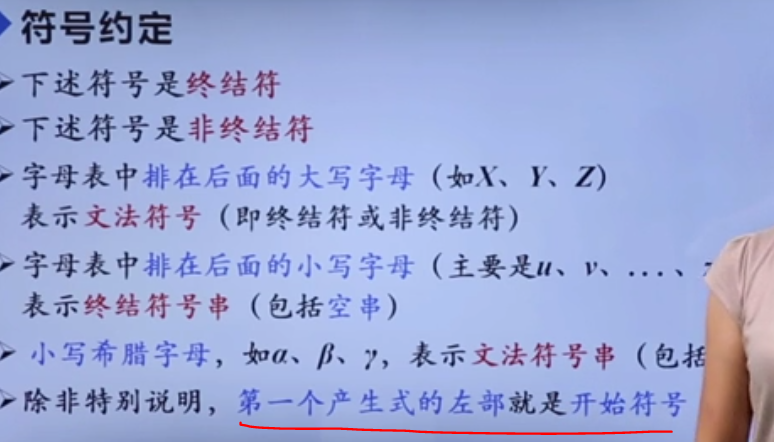 符号约定
下述符号是终结符
下述符号是非终结符
字母表中排在后面的大写字母（如X、Y、Z）
表示文法符号（即终结符或非终结符）
字母表中排在后面的小写字母（主要是u、v、...、
表示终结符号串（包括空串）
小写希腊字母，如α、β、γ，表示文法符号串（包括
除非特别说明，第一个产生式的左部就是开始符号